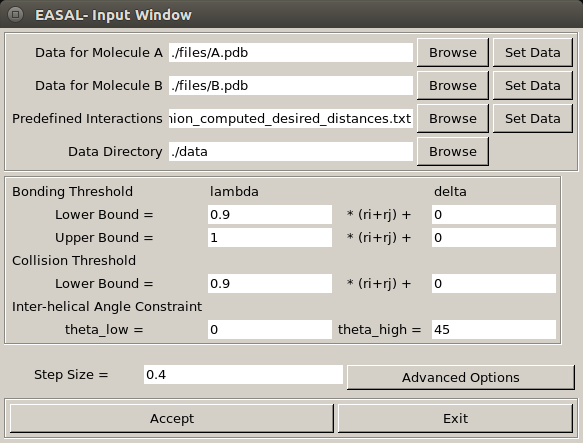 EASAL- Input Window
Data for Molecule A ./files/A.pdb Browse Set Data
Data for Molecule B ./files/B.pdb Browse Set Data
Predefined Interactions nion_computed_desired_distances.txt Browse Set Data
Data Directory ./data Browse
Bonding Threshold lambda delta
Lower Bound = 0.9 * (ri+rj) + 0
Upper Bound = 1 * (ri+rj) + 0
Collision Threshold
Lower Bound = 0.9 * (ri+rj) + 0
Inter-helical Angle Constraint
theta_low = 0 theta_high = 45
Step Size = 0.4 Advanced Options
Accept Exit